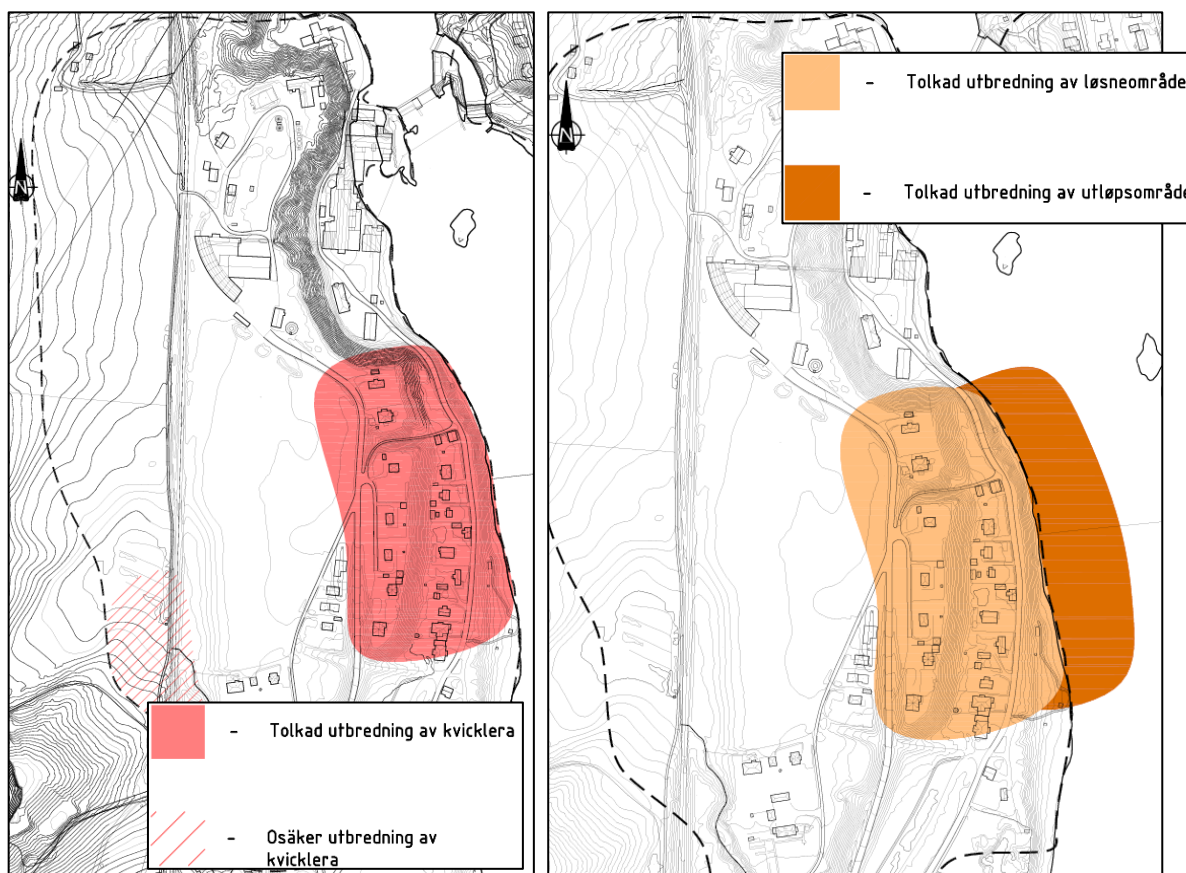 N
- Tolkad utbredning av kvicklera
- Osäker utbredning av
kvicklera
N
- Tolkad utbredning av løsneområde
- Tolkad utbredning av utløpsområde